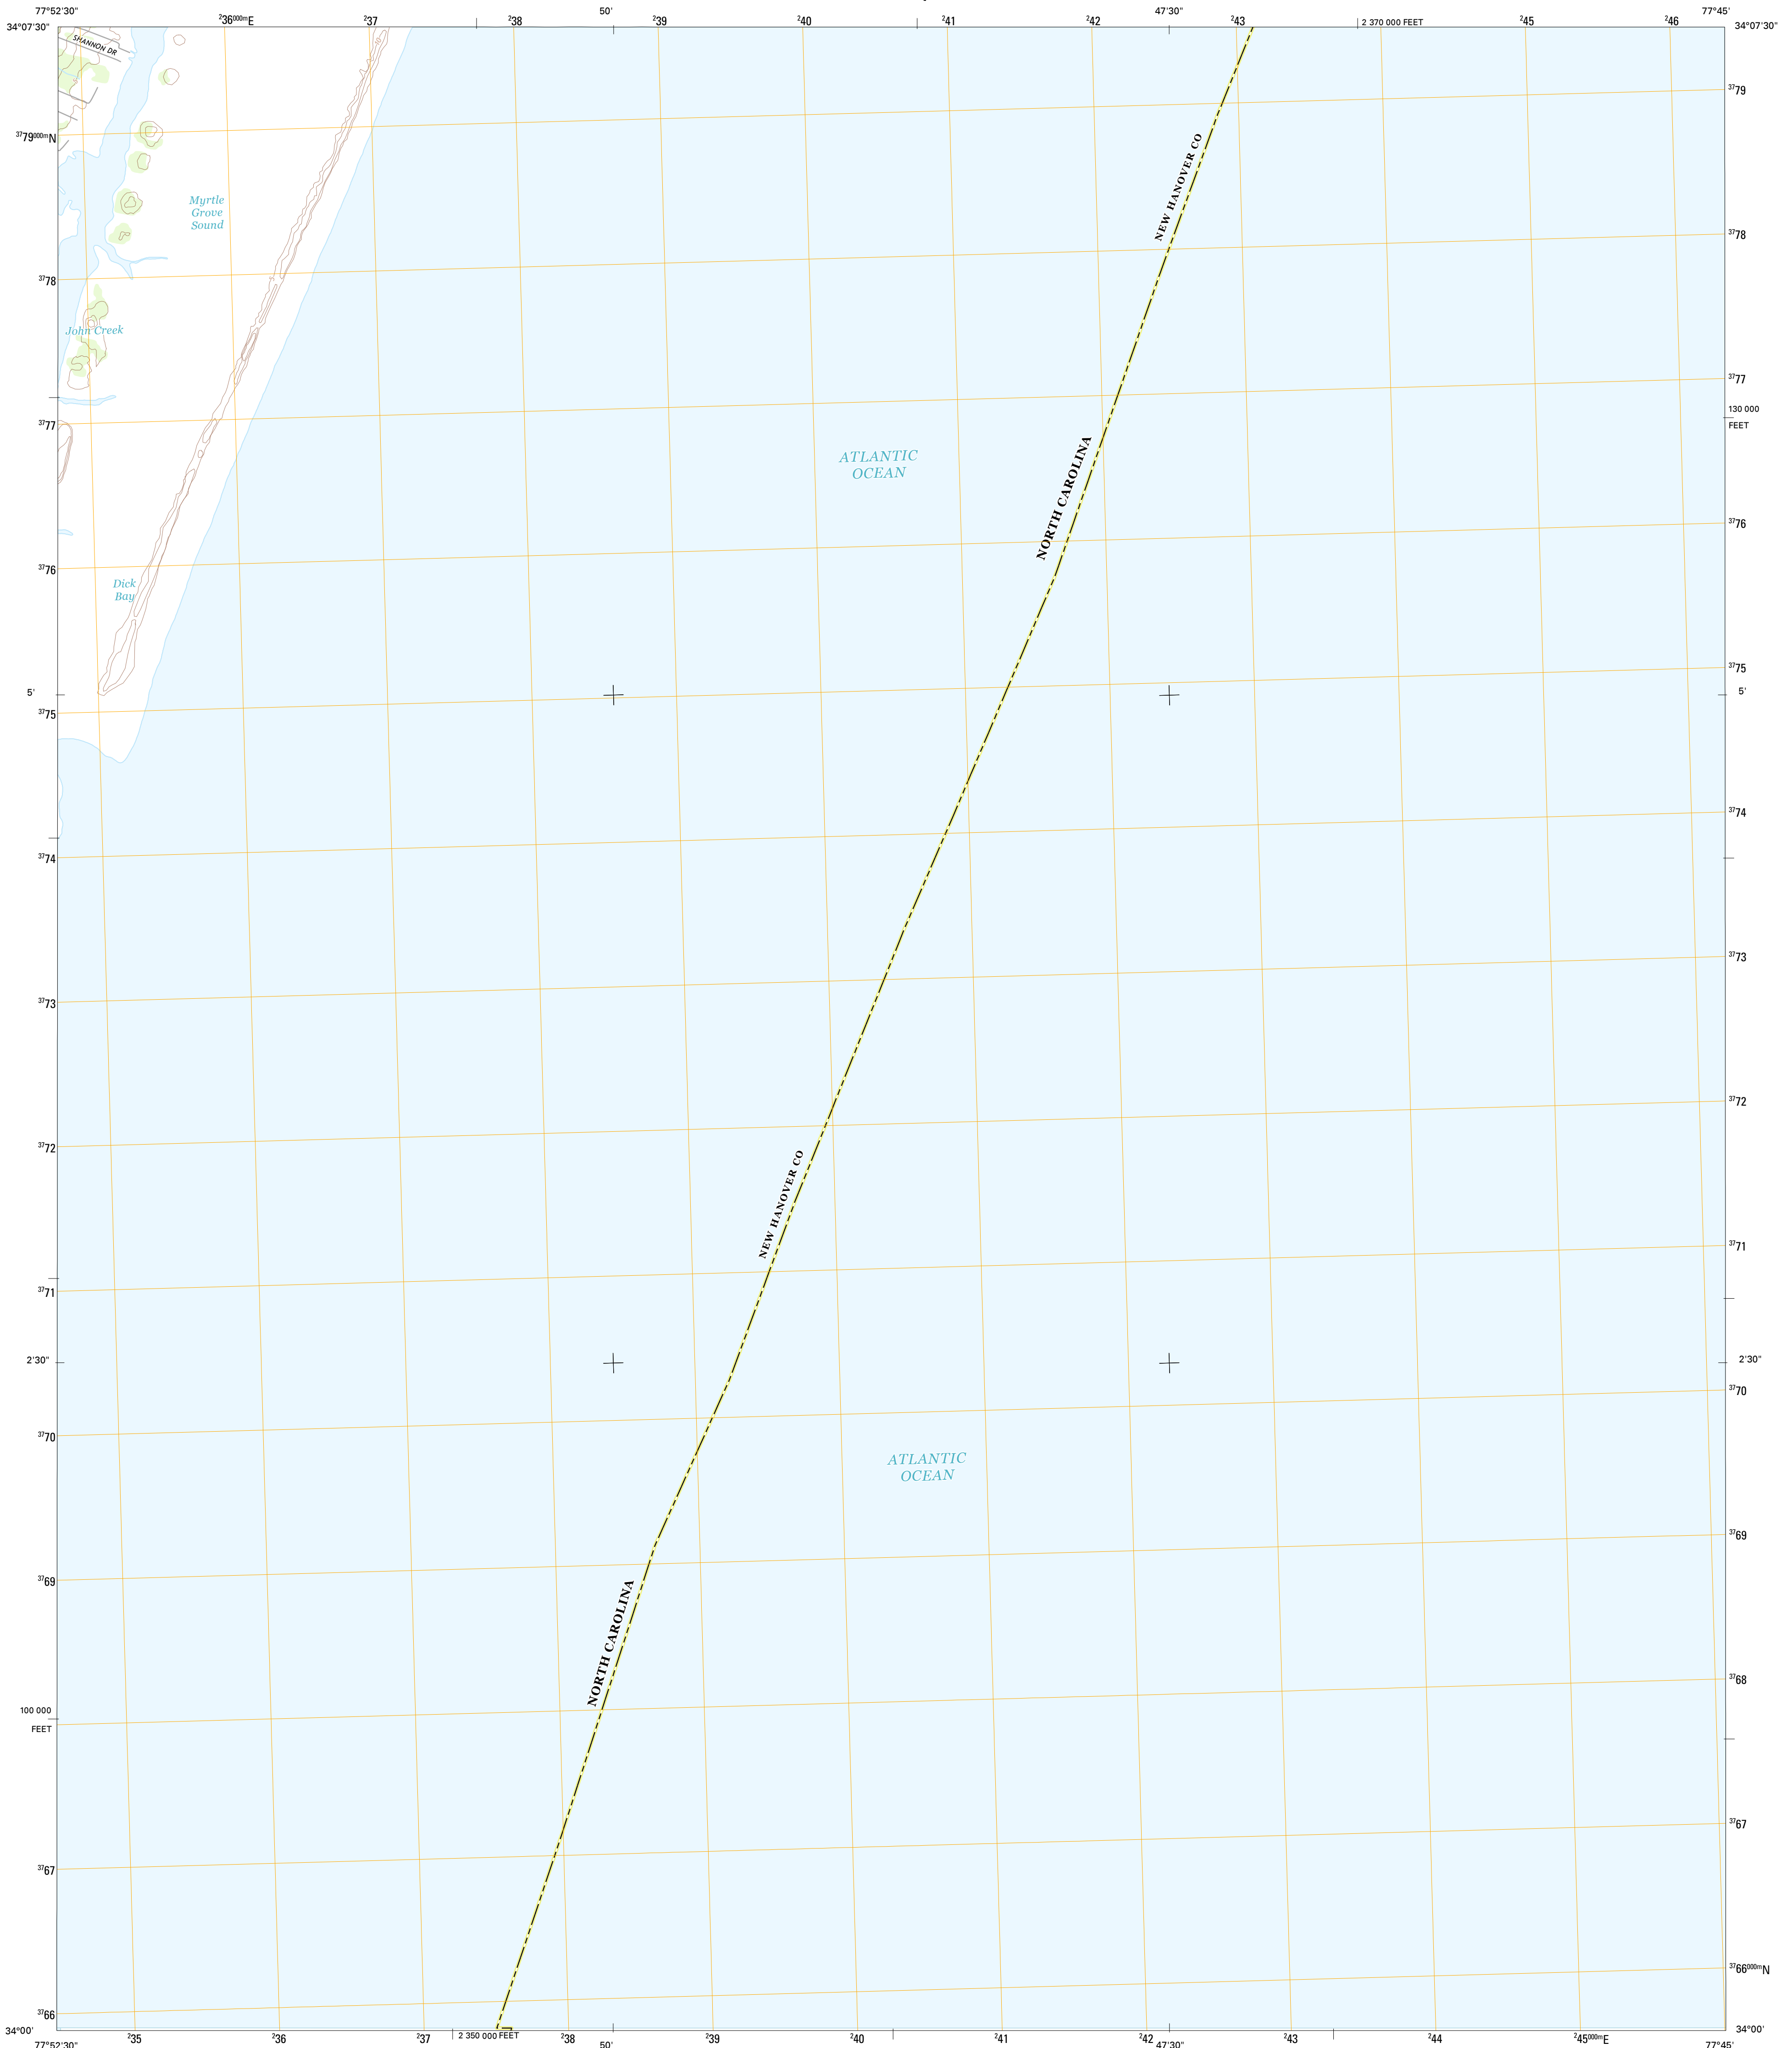 77°52'30" ²36⁰⁰⁰ᵐE ²37 ²38 50' ²39 ²40 ²41 ²42 47'30" ²43 2 370 000 FEET ²45 ²46 77°45'
34°07'30" 34°07'30"
SHANNON DR
³⁷79
³⁷79⁰⁰⁰ᵐN
NEW HANOVER CO
Myrtle
Grove
Sound
³⁷78
³⁷78
John Creek
³⁷77
130 000
FEET
³⁷77
NORTH CAROLINA
ATLANTIC
OCEAN
³⁷76
³⁷76
Dick
Bay
³⁷75
5' 5'
³⁷75
³⁷74
³⁷74
³⁷73
³⁷73
³⁷72
³⁷72
NEW HANOVER CO
³⁷71
³⁷71
2'30" 2'30"
³⁷70
³⁷70
ATLANTIC
OCEAN
³⁷69
³⁷69
NORTH CAROLINA
³⁷68
100 000
FEET
³⁷67
³⁷67
³⁷66⁰⁰⁰ᵐN
³⁷66
34°00' 34°00'
²35 ²36 ²37 2 350 000 FEET ²38 ²39 ²40 ²41 ²42 ²43 ²44 ²45⁰⁰⁰ᵐE
77°52'30" 50' 47'30" 77°45'